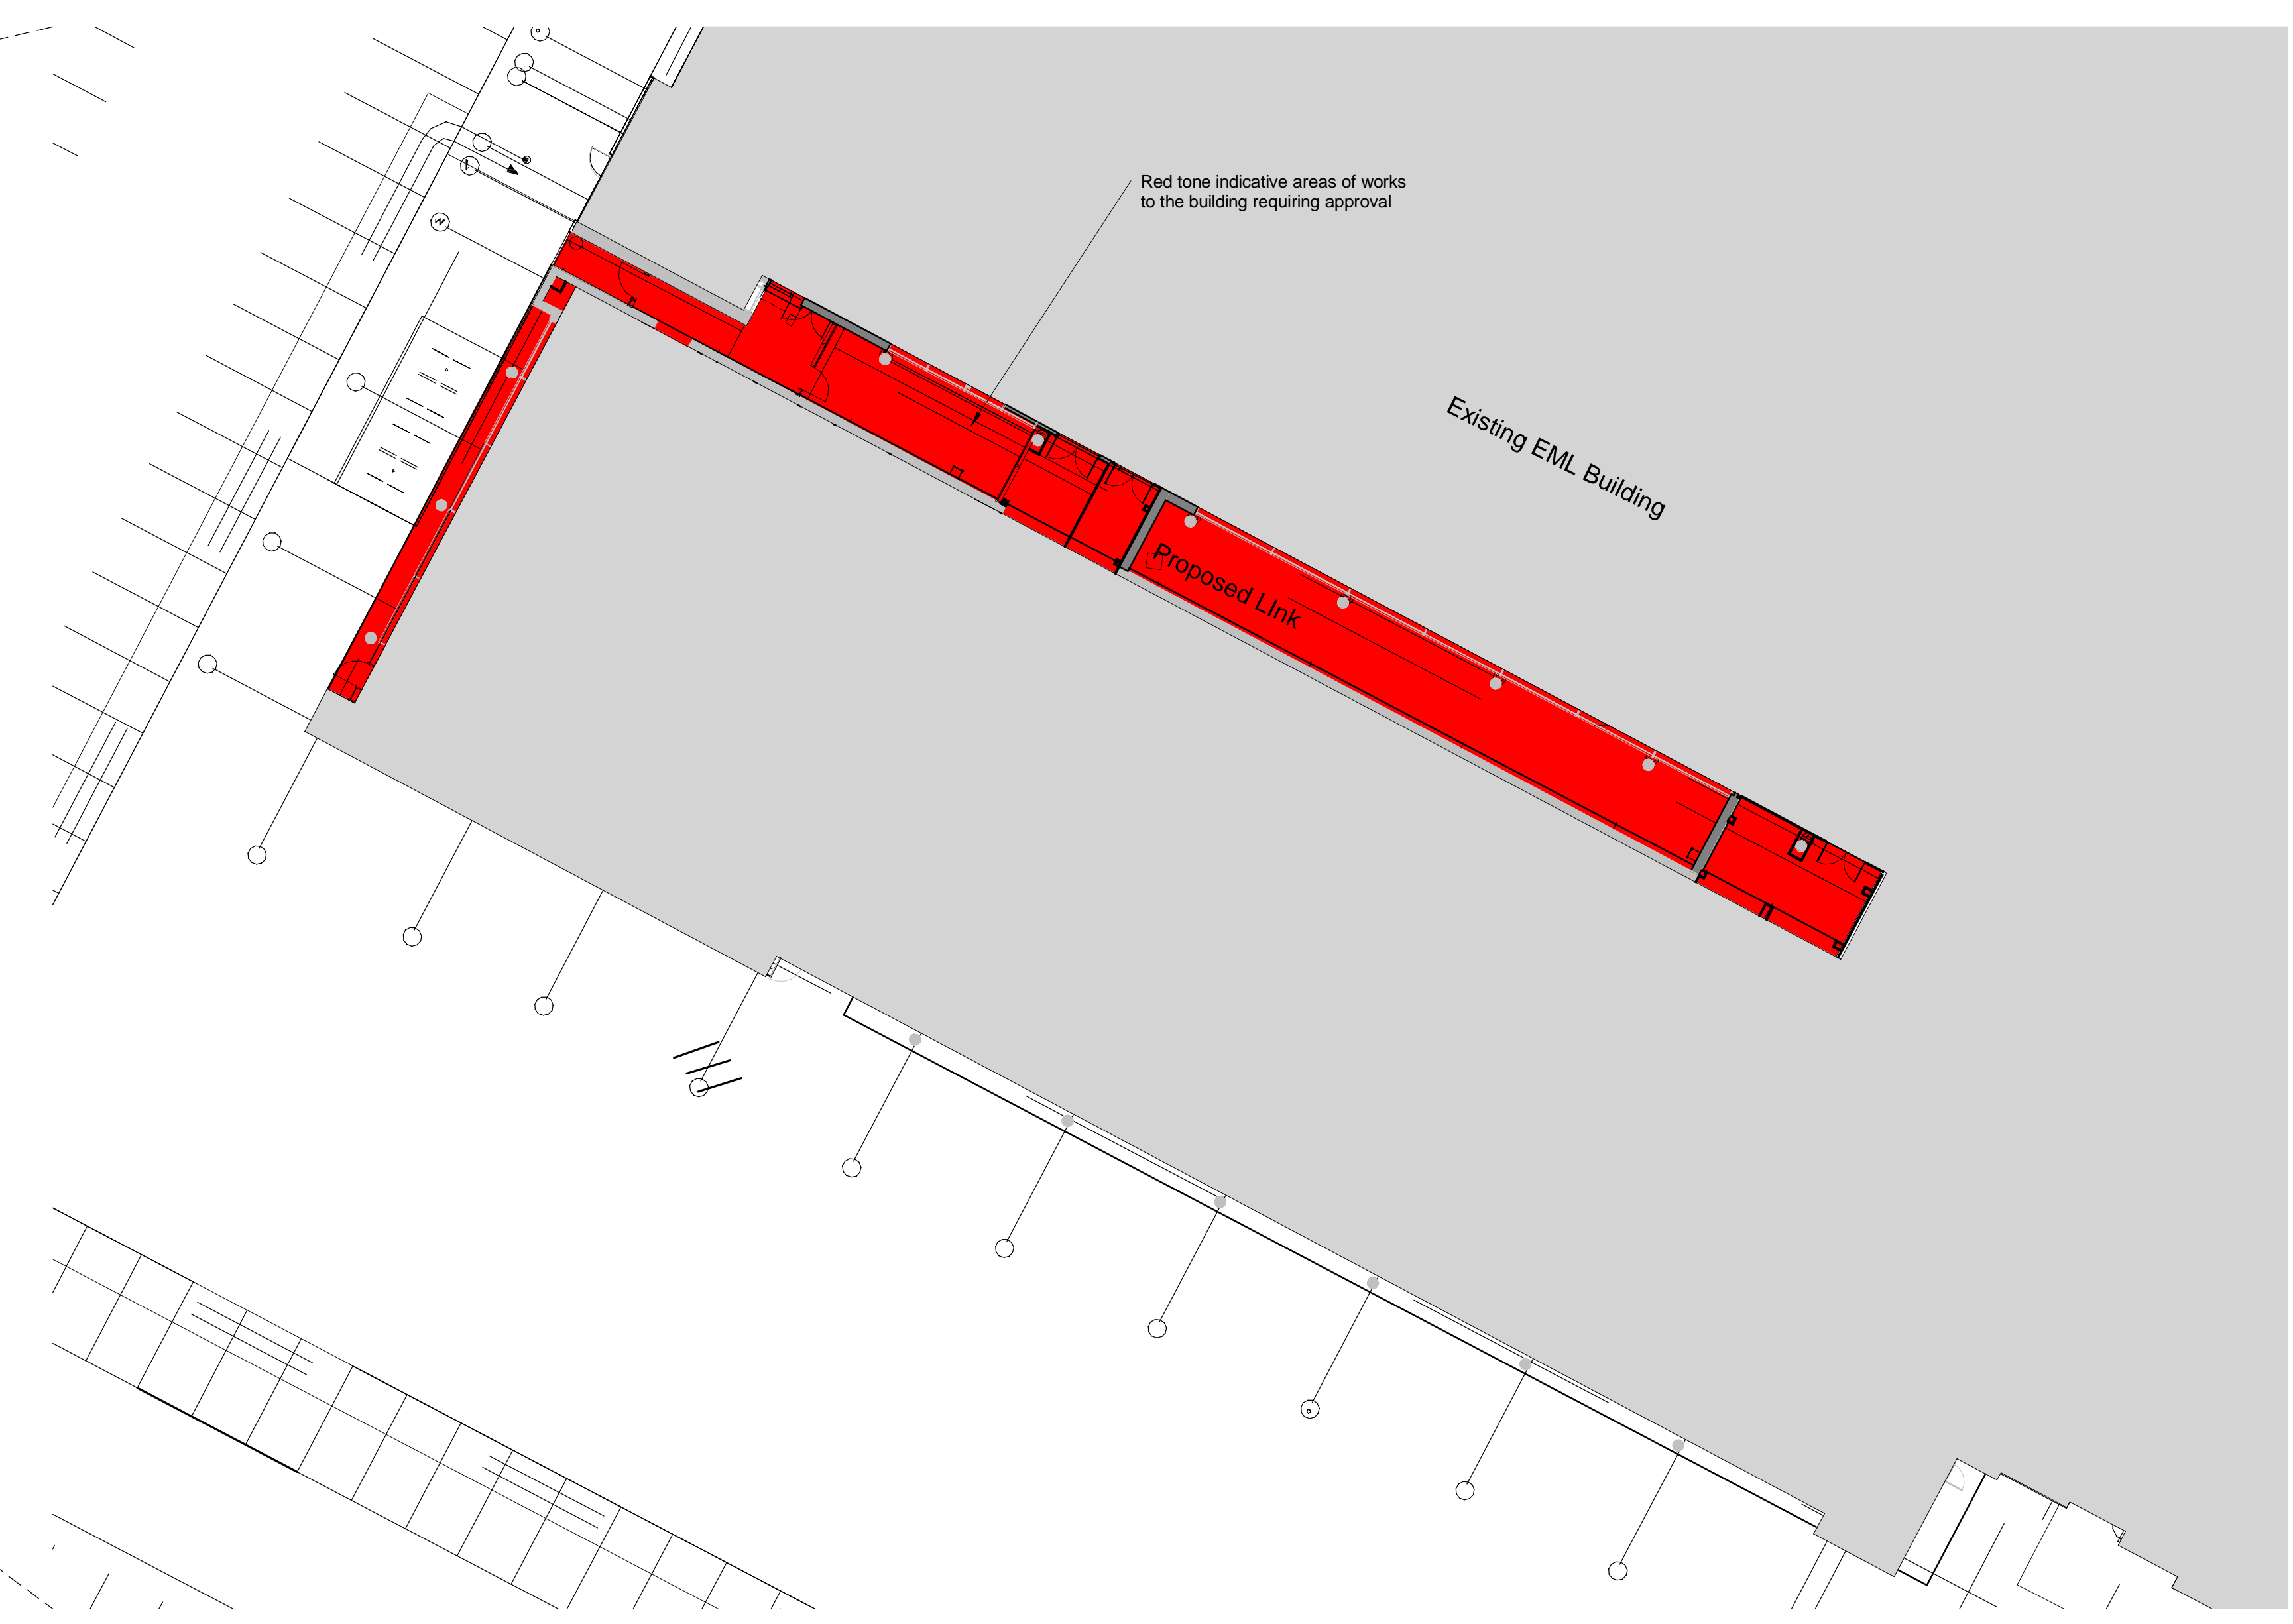 Red tone indicative areas of works
to the building requiring approval
Existing EML Building
Proposed LInk